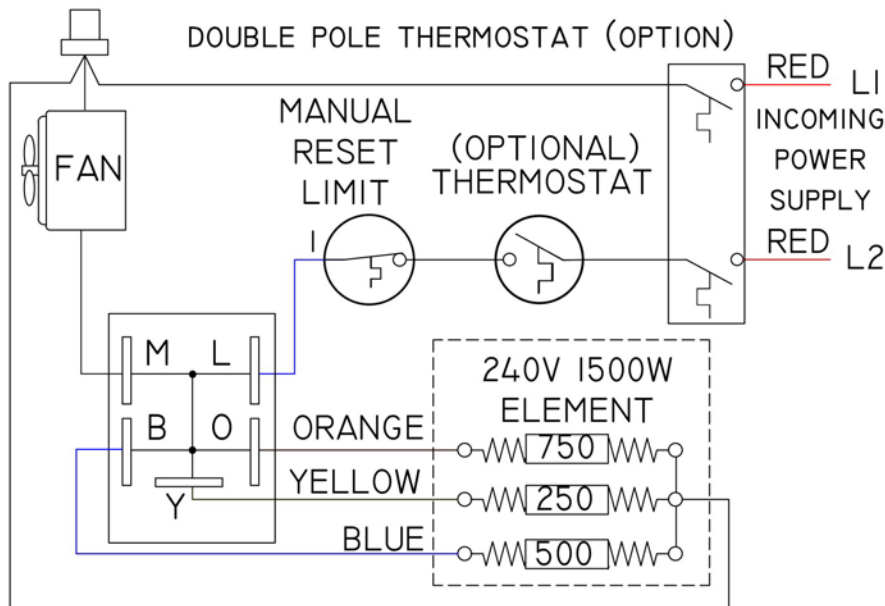 DOUBLE POLE THERMOSTAT (OPTION)
RED L1
INCOMING
POWER
SUPPLY
RED L2
FAN
MANUAL
RESET
LIMIT
1
(OPTIONAL)
THERMOSTAT
M L
B O
Y
ORANGE
YELLOW
BLUE
240V 1500W
ELEMENT
750
250
500